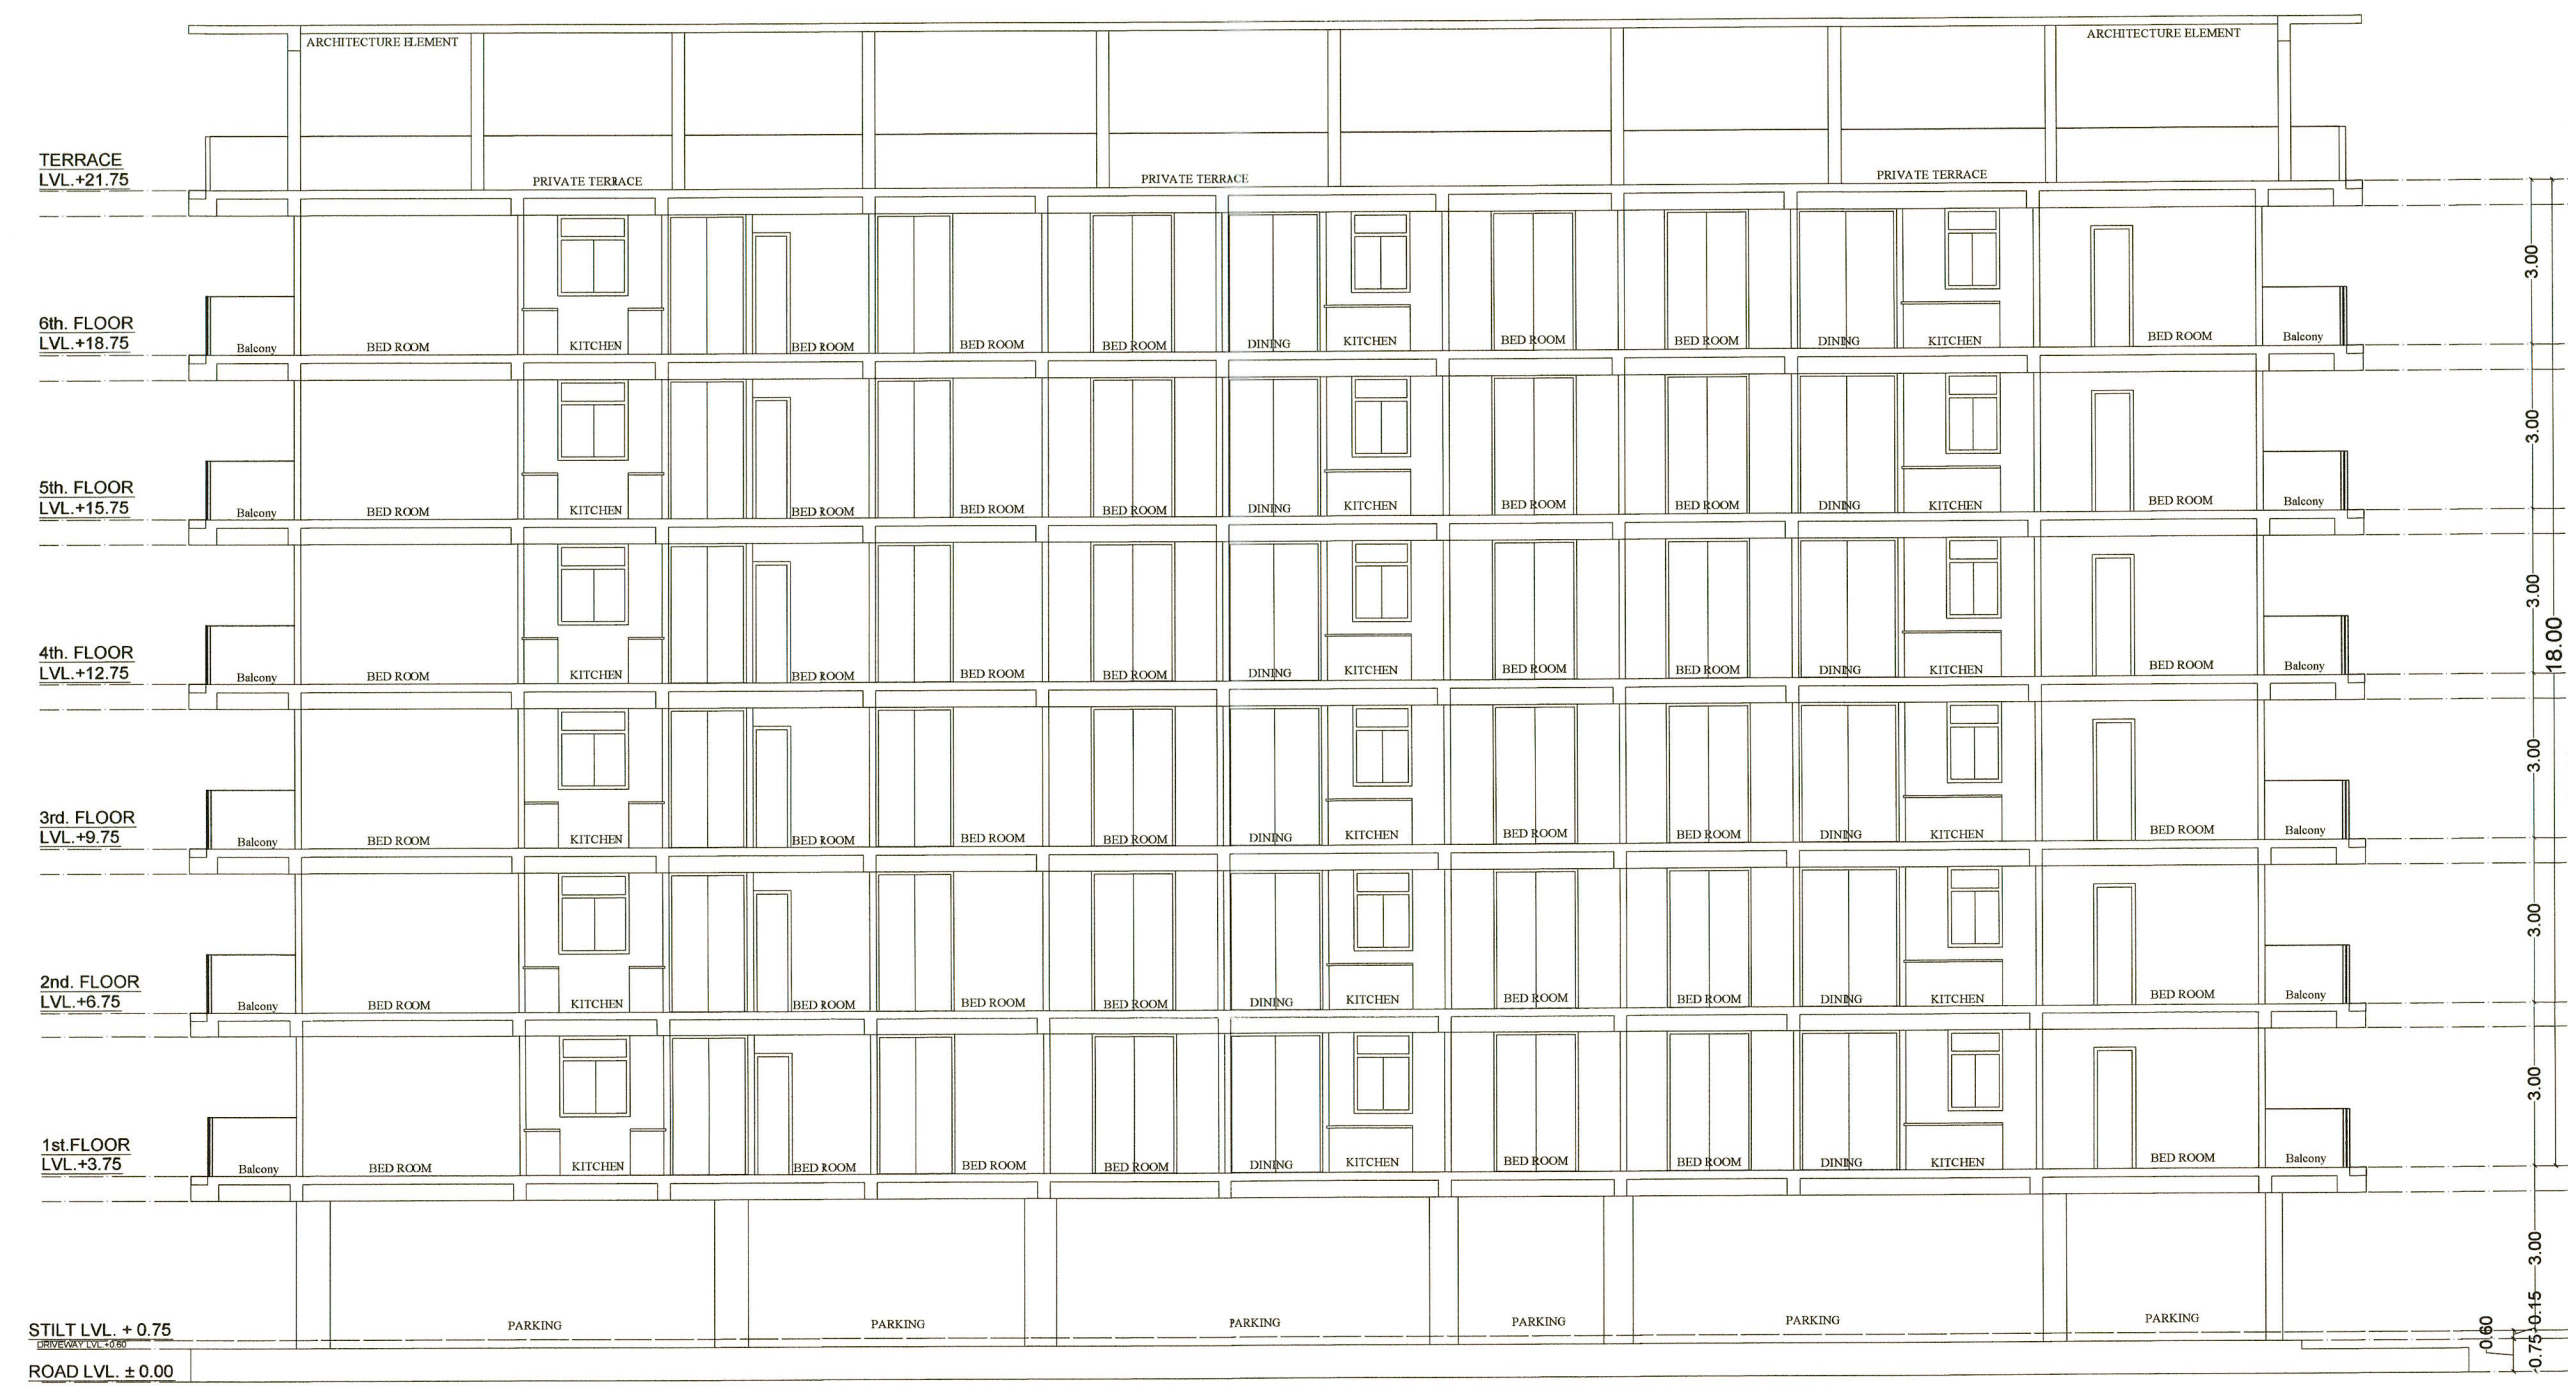 ARCHITECTURE ELEMENT ARCHITECTURE ELEMENT
TERRACE
LVL.+21.75
PRIVATE TERRACE PRIVATE TERRACE PRIVATE TERRACE
3.00
6th. FLOOR
LVL.+18.75
Balcony BED ROOM KITCHEN BED ROOM BED ROOM BED ROOM DINING KITCHEN BED ROOM BED ROOM DINING KITCHEN BED ROOM Balcony
3.00
5th. FLOOR
LVL.+15.75
Balcony BED ROOM KITCHEN BED ROOM BED ROOM BED ROOM DINING KITCHEN BED ROOM BED ROOM DINING KITCHEN BED ROOM Balcony
3.00
18.00
4th. FLOOR
LVL.+12.75
Balcony BED ROOM KITCHEN BED ROOM BED ROOM BED ROOM DINING KITCHEN BED ROOM BED ROOM DINING KITCHEN BED ROOM Balcony
3.00
3rd. FLOOR
LVL.+9.75
Balcony BED ROOM KITCHEN BED ROOM BED ROOM BED ROOM DINING KITCHEN BED ROOM BED ROOM DINING KITCHEN BED ROOM Balcony
3.00
2nd. FLOOR
LVL.+6.75
Balcony BED ROOM KITCHEN BED ROOM BED ROOM BED ROOM DINING KITCHEN BED ROOM BED ROOM DINING KITCHEN BED ROOM Balcony
3.00
1st.FLOOR
LVL.+3.75
Balcony BED ROOM KITCHEN BED ROOM BED ROOM BED ROOM DINING KITCHEN BED ROOM BED ROOM DINING KITCHEN BED ROOM Balcony
3.00
PARKING PARKING PARKING PARKING PARKING PARKING
STILT LVL. + 0.75
DRIVEWAY LVL.+0.60
ROAD LVL. ± 0.00
0.60
0.75
0.15